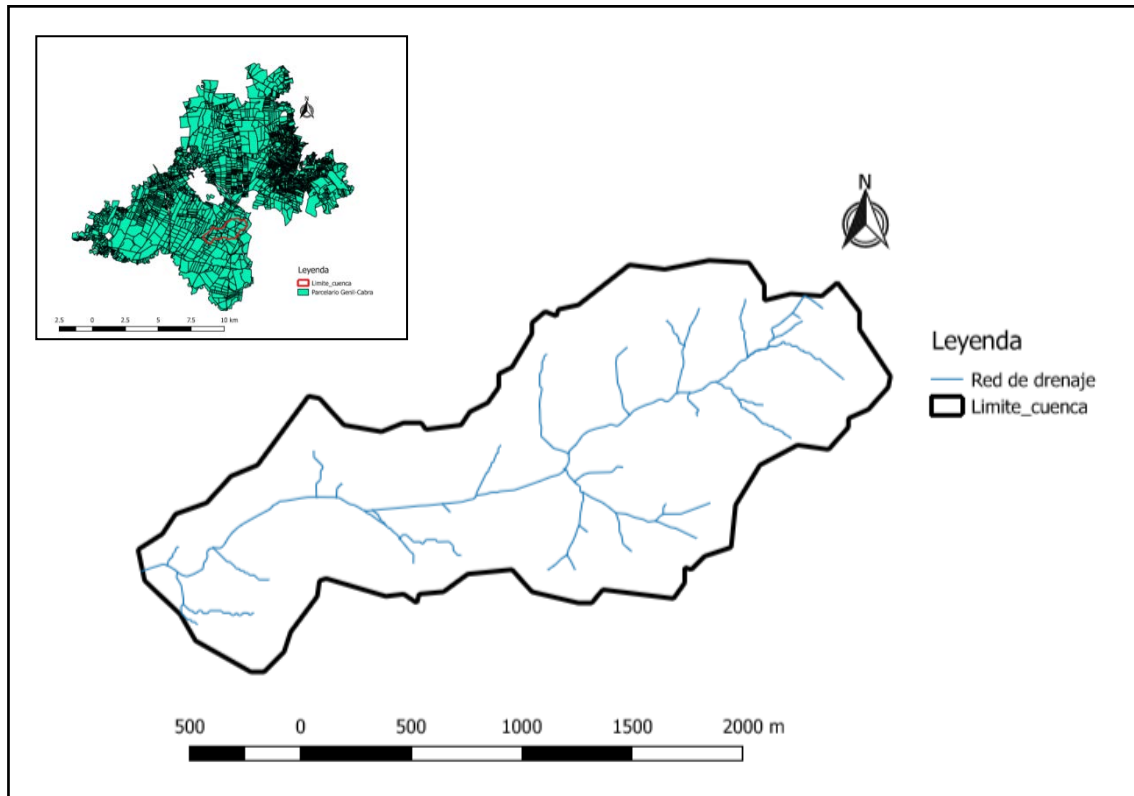 N
Leyenda
Limite_cuenca
Parcelario Genil-Cabra
2.5 0 2.5 5 7.5 10 km
N
Leyenda
Red de drenaje
Limite_cuenca
500 0 500 1000 1500 2000 m